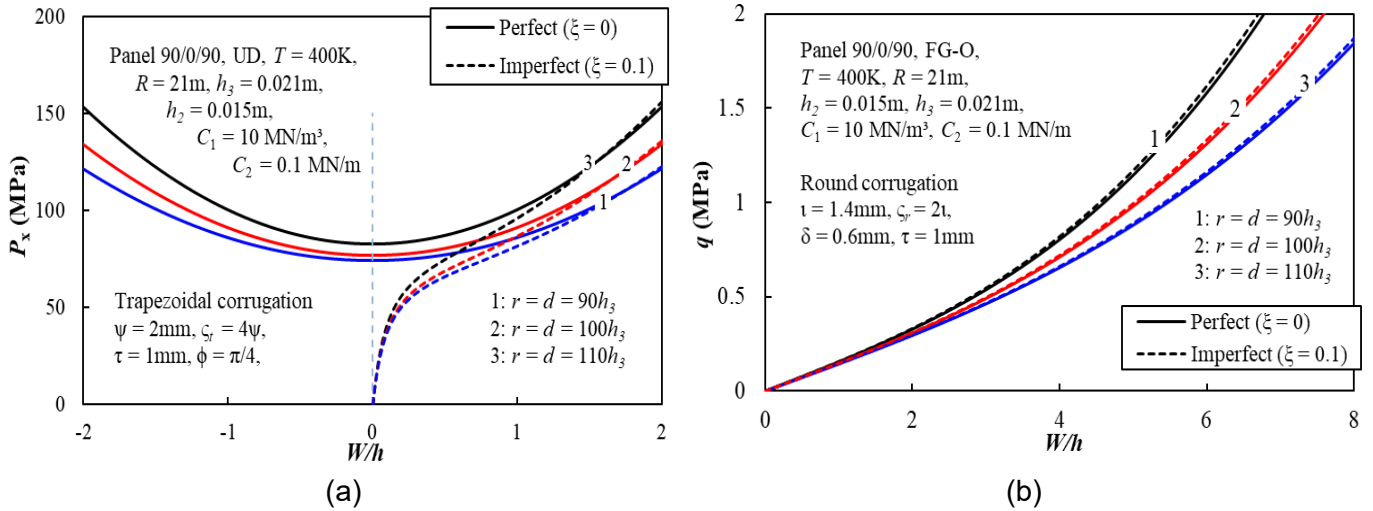 Perfect (ξ = 0)
Imperfect (ξ = 0.1)
Panel 90/0/90, UD, T = 400K,
R = 21m, h₃ = 0.021m,
h₂ = 0.015m,
C₁ = 10 MN/m³,
C₂ = 0.1 MN/m
Trapezoidal corrugation
ψ = 2mm, ς_t = 4ψ,
τ = 1mm, ϕ = π/4,
1: r = d = 90h₃
2: r = d = 100h₃
3: r = d = 110h₃
3
2
1
200
150
100
50
0
Pₓ (MPa)
-2
-1
0
1
2
W/h
(a)
Panel 90/0/90, FG-O,
T = 400K, R = 21m,
h₂ = 0.015m, h₃ = 0.021m,
C₁ = 10 MN/m³, C₂ = 0.1 MN/m
Round corrugation
ι = 1.4mm, ς_r = 2ι,
δ = 0.6mm, τ = 1mm
1: r = d = 90h₃
2: r = d = 100h₃
3: r = d = 110h₃
Perfect (ξ = 0)
Imperfect (ξ = 0.1)
1
2
3
2
1.5
1
0.5
0
q (MPa)
0
2
4
6
8
W/h
(b)